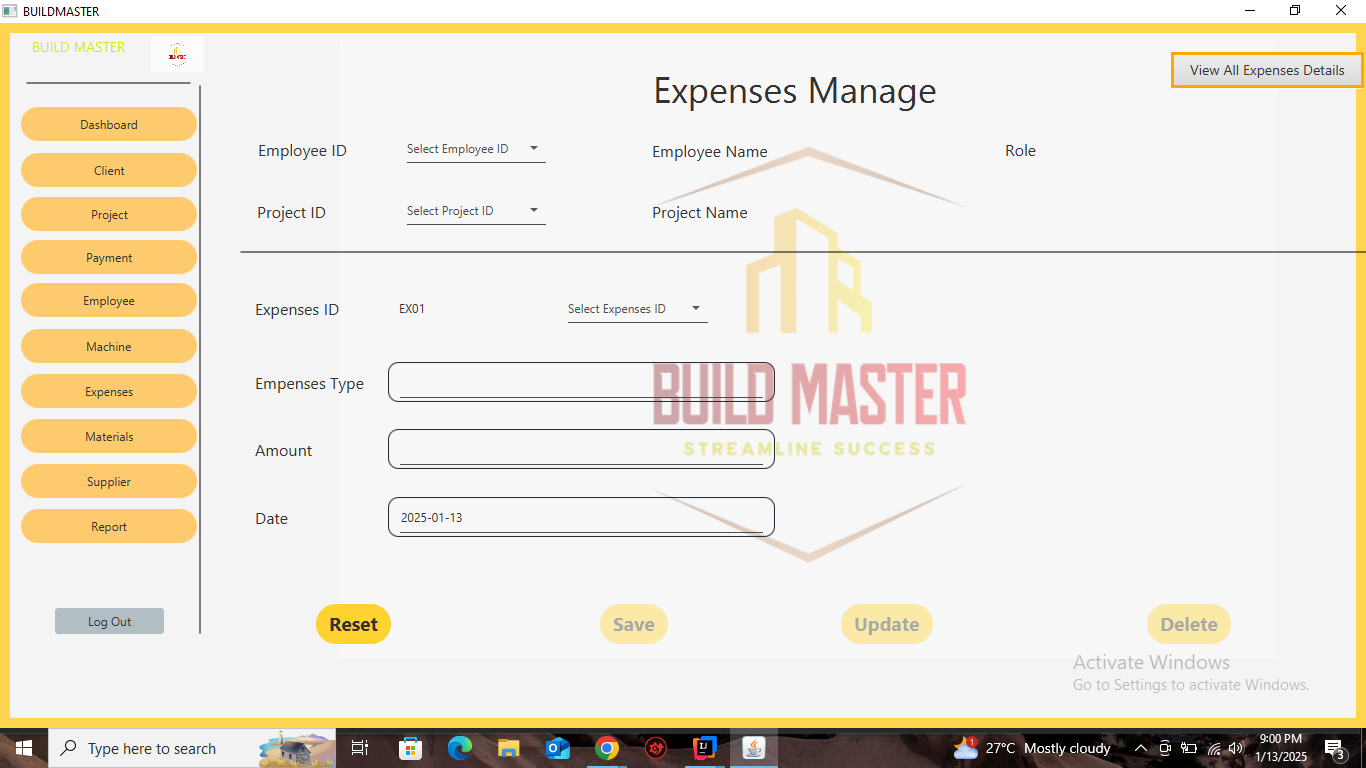 BUILDMASTER
BUILD MASTER
View All Expenses Details
Expenses Manage
Dashboard
Client
Project
Payment
Employee
Machine
Expenses
Materials
Supplier
Report
Log Out
Employee ID Select Employee ID Employee Name Role
Project ID Select Project ID Project Name
Expenses ID EX01 Select Expenses ID
Empenses Type
Amount
Date 2025-01-13
BUILD MASTER
STREAMLINE SUCCESS
Reset Save Update Delete
Activate Windows
Go to Settings to activate Windows.
Type here to search
1
27°C Mostly cloudy
9:00 PM
1/13/2025
3